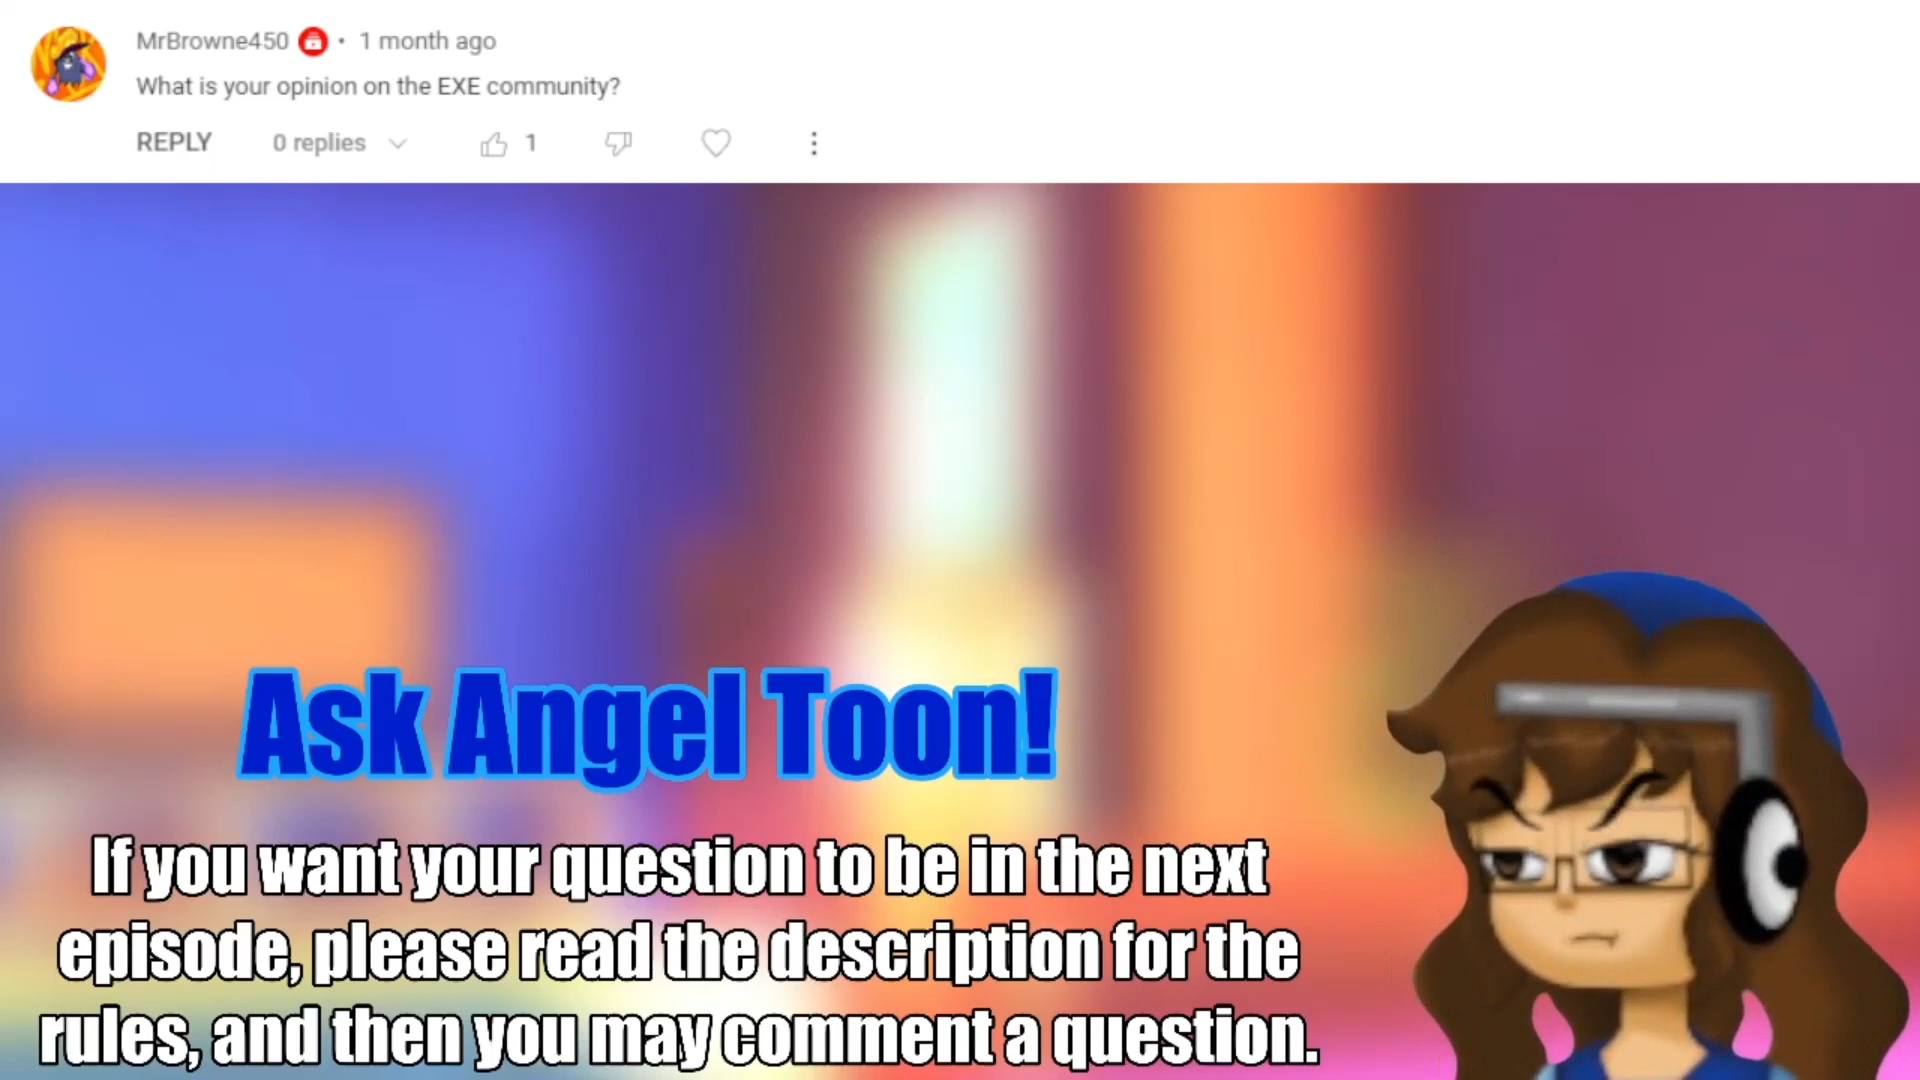 MrBrowne450 • 1 month ago
What is your opinion on the EXE community?
REPLY 0 replies 1
Ask Angel Toon!
If you want your question to be in the next
episode, please read the description for the
rules, and then you may comment a question.